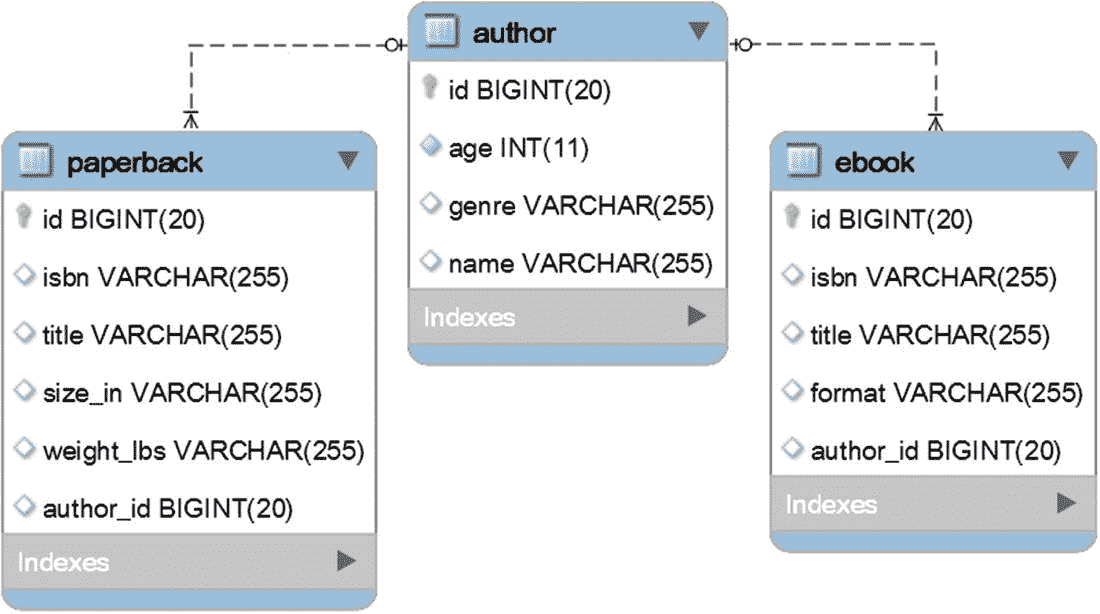 author
id BIGINT(20)
age INT(11)
genre VARCHAR(255)
name VARCHAR(255)
Indexes
paperback
id BIGINT(20)
isbn VARCHAR(255)
title VARCHAR(255)
size_in VARCHAR(255)
weight_lbs VARCHAR(255)
author_id BIGINT(20)
Indexes
ebook
id BIGINT(20)
isbn VARCHAR(255)
title VARCHAR(255)
format VARCHAR(255)
author_id BIGINT(20)
Indexes